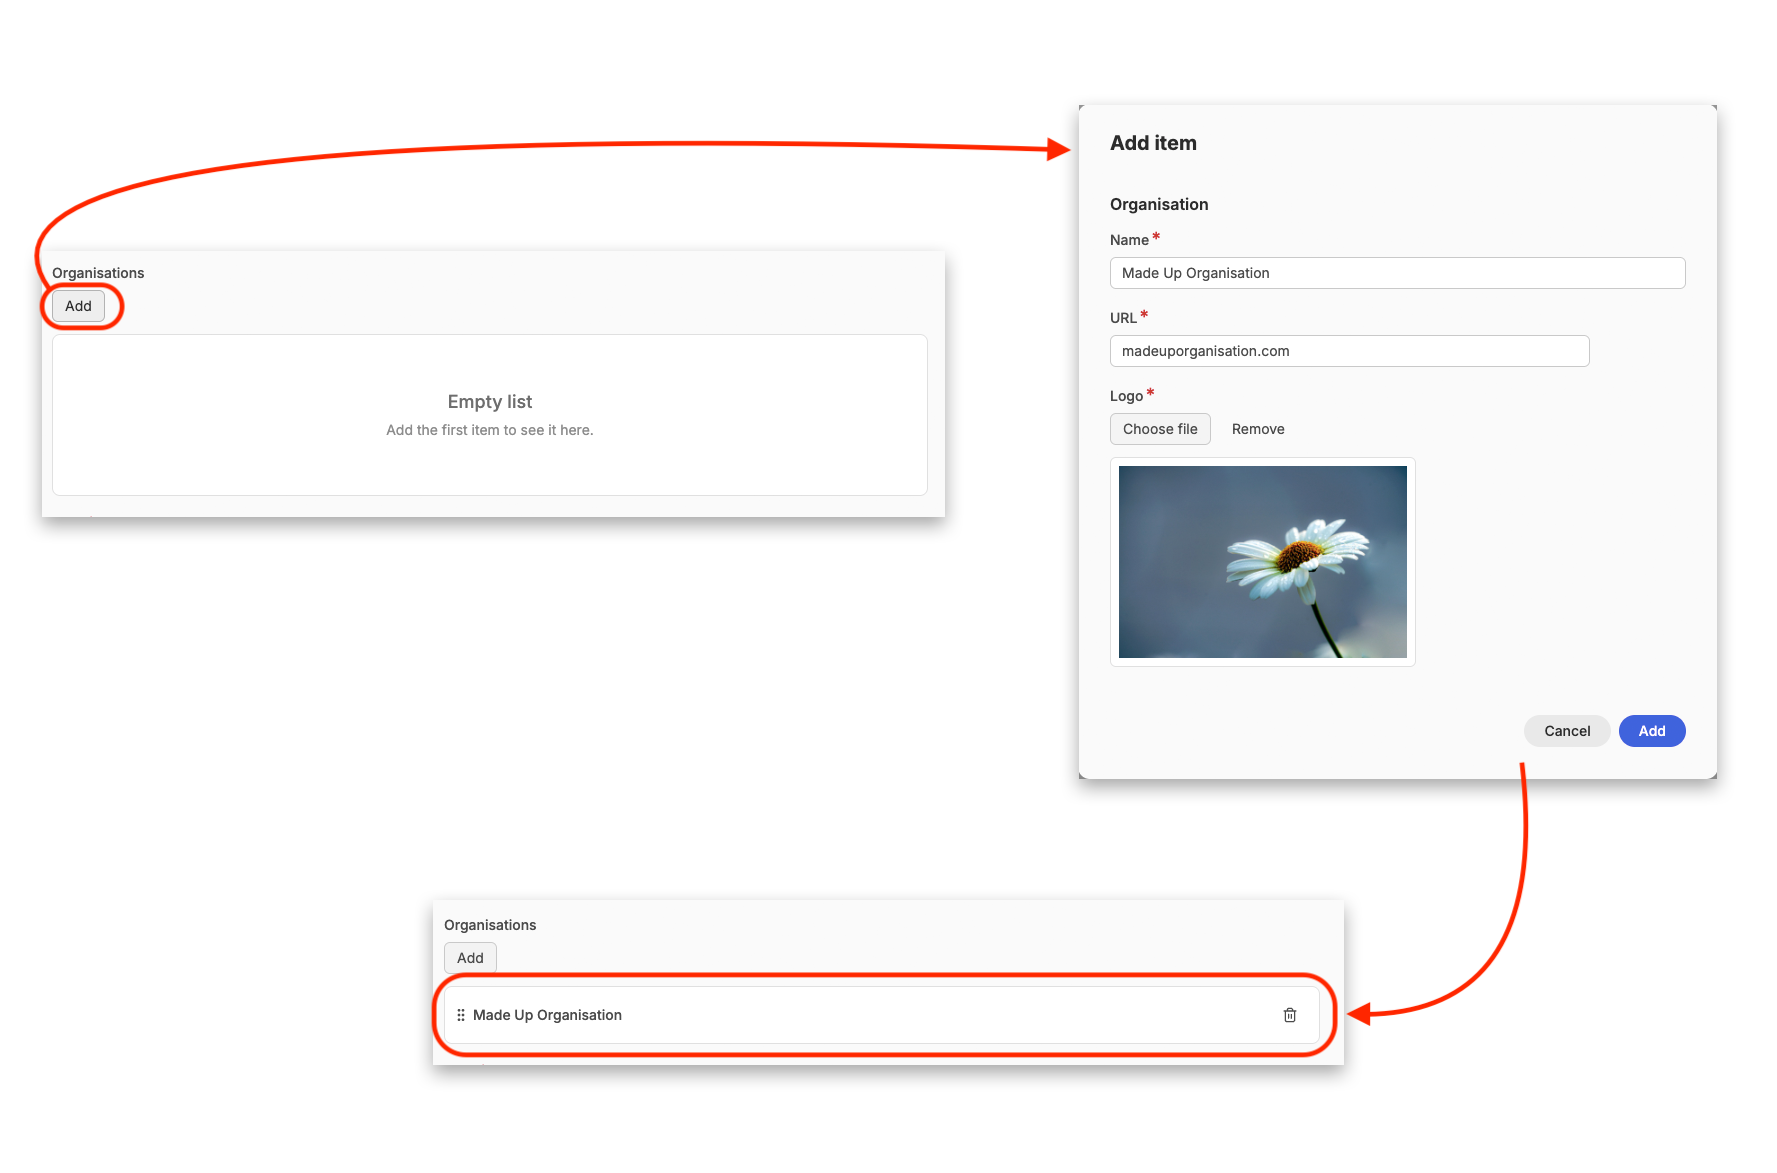 Organisations
Add
Empty list
Add the first item to see it here.
Add item
Organisation
Name*
Made Up Organisation
URL*
madeuporganisation.com
Logo*
Choose file Remove
Cancel Add
Organisations
Add
Made Up Organisation